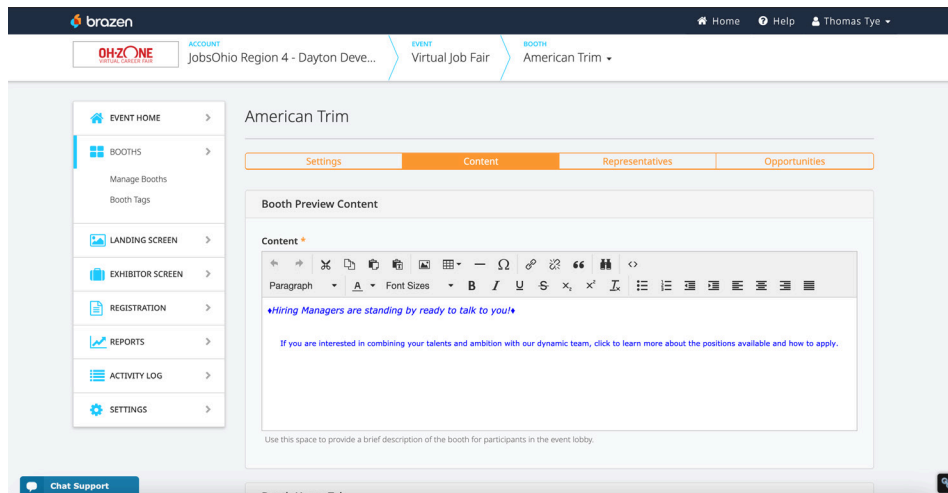 brazen
Home Help Thomas Tye
OH-ZONE
VIRTUAL CAREER FAIR
ACCOUNT
JobsOhio Region 4 - Dayton Deve...
EVENT
Virtual Job Fair
BOOTH
American Trim
EVENT HOME
BOOTHS
Manage Booths
Booth Tags
LANDING SCREEN
EXHIBITOR SCREEN
REGISTRATION
REPORTS
ACTIVITY LOG
SETTINGS
American Trim
Settings Content Representatives Opportunities
Booth Preview Content
Content *
Paragraph A Font Sizes B I U S x₂ x² Tx
♦Hiring Managers are standing by ready to talk to you!♦
If you are interested in combining your talents and ambition with our dynamic team, click to learn more about the positions available and how to apply.
Use this space to provide a brief description of the booth for participants in the event lobby.
Chat Support